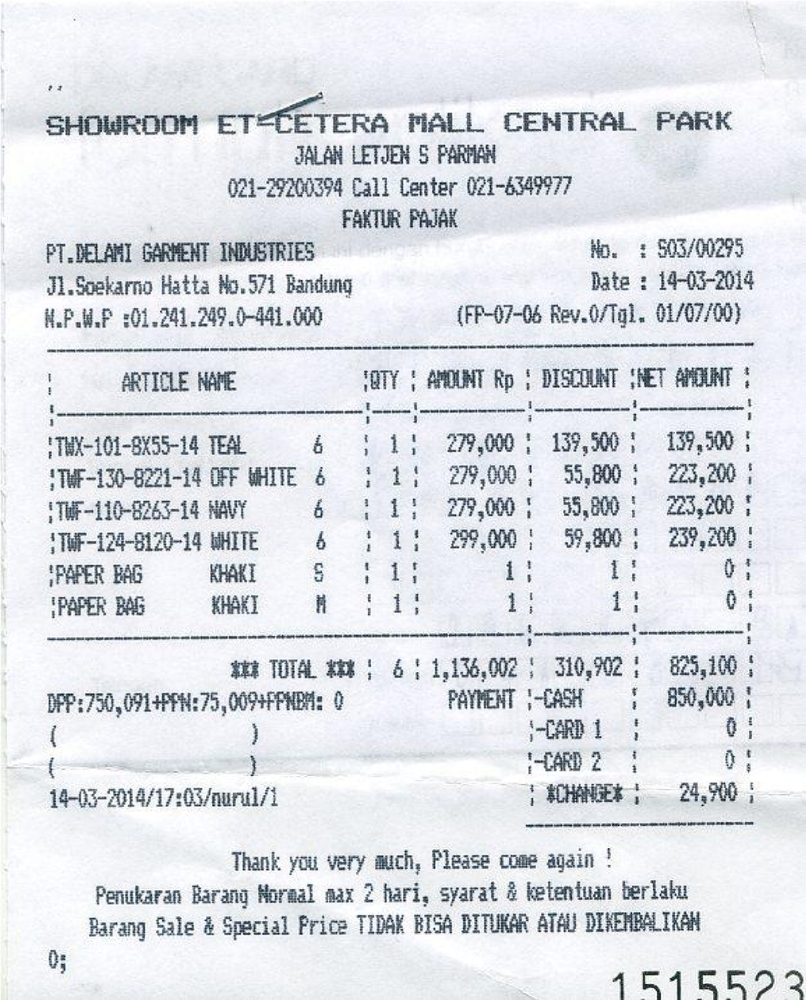 SHOWROOM ET-CETERA MALL CENTRAL PARK
JALAN LETJEN S PARMAN
021-29200394 Call Center 021-6349977
FAKTUR PAJAK
PT.DELAMI GARMENT INDUSTRIES No. : S03/00295
Jl.Soekarno Hatta No.571 Bandung Date : 14-03-2014
N.P.W.P :01.241.249.0-441.000 (FP-07-06 Rev.0/Tgl. 01/07/00)
ARTICLE NAME ¦QTY ¦ AMOUNT Rp ¦ DISCOUNT ¦NET AMOUNT ¦
¦TWX-101-8X55-14 TEAL 6 ¦ 1 ¦ 279,000 ¦ 139,500 ¦ 139,500 ¦
¦TWF-130-8221-14 OFF WHITE 6 ¦ 1 ¦ 279,000 ¦ 55,800 ¦ 223,200 ¦
¦TWF-110-8263-14 NAVY 6 ¦ 1 ¦ 279,000 ¦ 55,800 ¦ 223,200 ¦
¦TWF-124-8120-14 WHITE 6 ¦ 1 ¦ 299,000 ¦ 59,800 ¦ 239,200 ¦
¦PAPER BAG KHAKI S ¦ 1 ¦ 1 ¦ 1 ¦ 0 ¦
¦PAPER BAG KHAKI M ¦ 1 ¦ 1 ¦ 1 ¦ 0 ¦
*** TOTAL *** ¦ 6 ¦ 1,136,002 ¦ 310,902 ¦ 825,100 ¦
DPP:750,091+PPN:75,009+PPNBM: 0 PAYMENT ¦-CASH ¦ 850,000 ¦
( ) ¦-CARD 1 ¦ 0 ¦
( ) ¦-CARD 2 ¦ 0 ¦
14-03-2014/17:03/nurul/1 ¦ *CHANGE* ¦ 24,900 ¦
Thank you very much, Please come again !
Penukaran Barang Normal max 2 hari, syarat & ketentuan berlaku
Barang Sale & Special Price TIDAK BISA DITUKAR ATAU DIKEMBALIKAN
0;
1515523